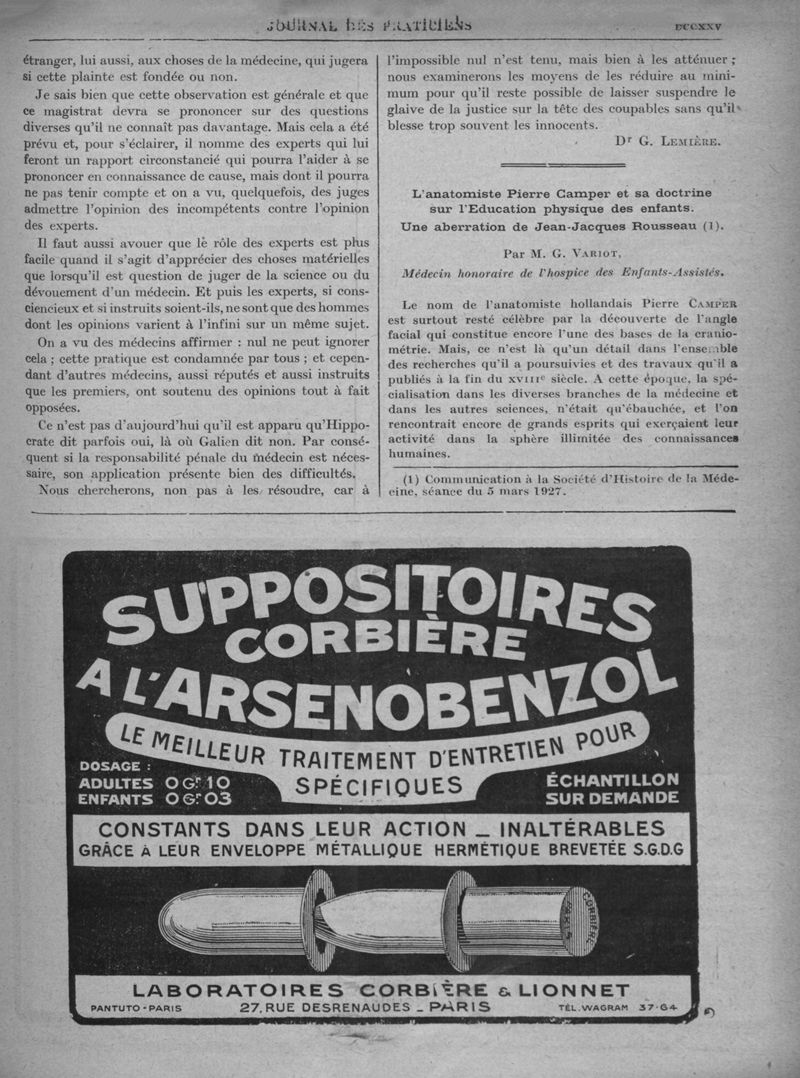 JOURNAL DES PRATICIENS
DCCXXV
étranger, lui aussi, aux choses de la médecine, qui jugera
si cette plainte est fondée ou non.
Je sais bien que cette observation est générale et que
ce magistrat devra se prononcer sur des questions
diverses qu'il ne connaît pas davantage. Mais cela a été
prévu et, pour s'éclairer, il nomme des experts qui lui
feront un rapport circonstancié qui pourra l'aider à se
prononcer en connaissance de cause, mais dont il pourra
ne pas tenir compte et on a vu, quelquefois, des juges
admettre l'opinion des incompétents contre l'opinion
des experts.
Il faut aussi avouer que lè rôle des experts est plus
facile quand il s'agit d'apprécier des choses matérielles
que lorsqu'il est question de juger de la science ou du
dévouement d'un médecin. Et puis les experts, si cons-
ciencieux et si instruits soient-ils, ne sont que des hommes
dont les opinions varient à l'infini sur un même sujet.
On a vu des médecins affirmer : nul ne peut ignorer
cela ; cette pratique est condamnée par tous ; et cepen-
dant d'autres médecins, aussi réputés et aussi instruits
que les premiers, ont soutenu des opinions tout à fait
opposées.
Ce n'est pas d'aujourd'hui qu'il est apparu qu'Hippo-
crate dit parfois oui, là où Galien dit non. Par consé-
quent si la responsabilité pénale du médecin est néces-
saire, son application présente bien des difficultés.
Nous chercherons, non pas à les résoudre, car à
l'impossible nul n'est tenu, mais bien à les atténuer ;
nous examinerons les moyens de les réduire au mini-
mum pour qu'il reste possible de laisser suspendre le
glaive de la justice sur la tête des coupables sans qu'il
blesse trop souvent les innocents.
Dr G. LEMIÈRE.
L'anatomiste Pierre Camper et sa doctrine
sur l'Education physique des enfants.
Une aberration de Jean-Jacques Rousseau (1).
Par M. G. VARIOT,
Médecin honoraire de l'hospice des Enfants-Assistés.
Le nom de l'anatomiste hollandais Pierre CAMPER
est surtout resté célèbre par la découverte de l'angle
facial qui constitue encore l'une des bases de la cranio-
métrie. Mais, ce n'est là qu'un détail dans l'ensemble
des recherches qu'il a poursuivies et des travaux qu'il a
publiés à la fin du XVIIIe siècle. A cette époque, la spé-
cialisation dans les diverses branches de la médecine et
dans les autres sciences, n'était qu'ébauchée, et l'on
rencontrait encore de grands esprits qui exerçaient leur
activité dans la sphère illimitée des connaissances
humaines.
(1) Communication à la Société d'Histoire de la Méde-
cine, séance du 5 mars 1927.
SUPPOSITOIRES
CORBIÈRE
A L'ARSENOBENZOL
LE MEILLEUR TRAITEMENT D'ENTRETIEN POUR
SPÉCIFIQUES
DOSAGE :
ADULTES 0 Gr 10
ENFANTS 0 Gr 03
ÉCHANTILLON
SUR DEMANDE
CONSTANTS DANS LEUR ACTION _ INALTÉRABLES
GRÂCE A LEUR ENVELOPPE MÉTALLIQUE HERMÉTIQUE BREVETÉE S.G.D.G
CORBIÈRE
LABORATOIRES CORBIÈRE & LIONNET
PANTUTO - PARIS
27, RUE DESRENAUDES _ PARIS
TÉL. WAGRAM 37-64